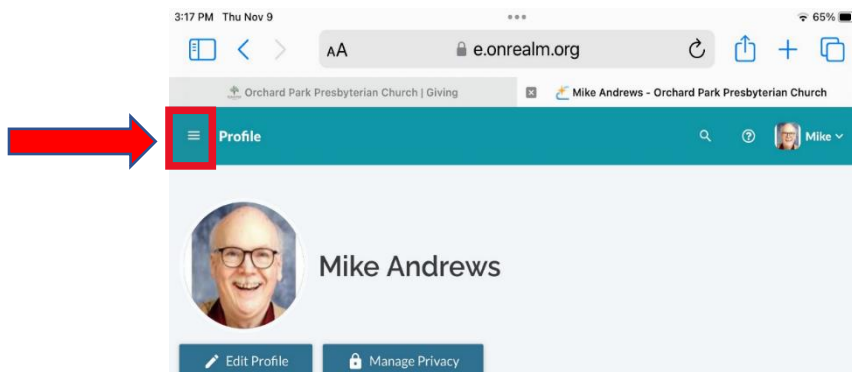 3:17 PM Thu Nov 9 65%
AA e.onrealm.org
Orchard Park Presbyterian Church | Giving Mike Andrews - Orchard Park Presbyterian Church
Profile Mike
Mike Andrews
Edit Profile Manage Privacy